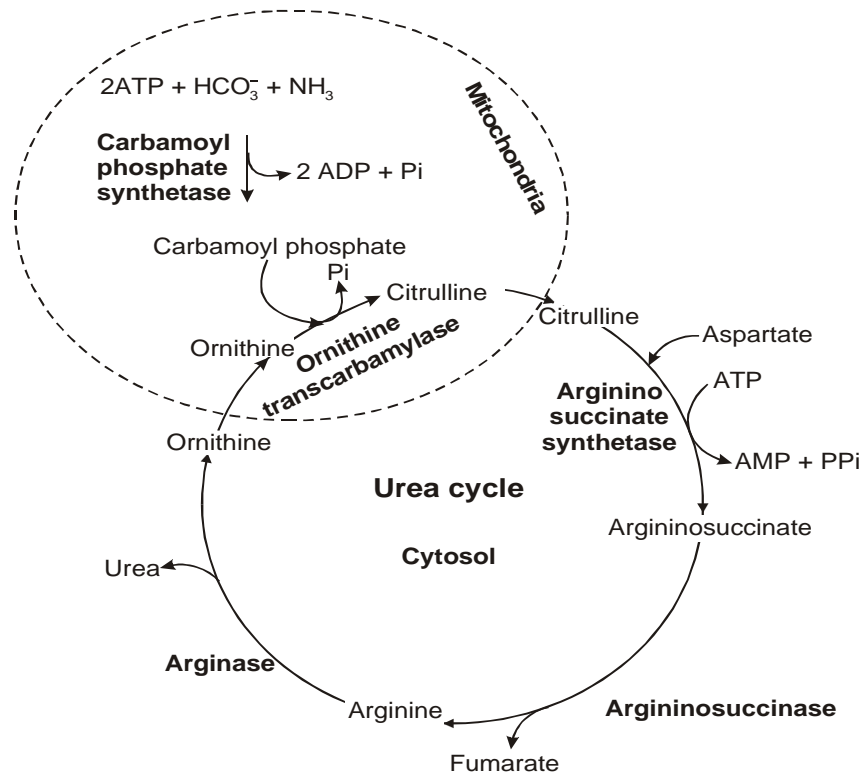 2ATP + HCO₃⁻ + NH₃
Carbamoyl
phosphate
synthetase
2 ADP + Pi
Mitochondria
Carbamoyl phosphate
Pi
Citrulline
Ornithine
Ornithine
transcarbamylase
Citrulline
Aspartate
ATP
Arginino
succinate
synthetase
AMP + PPi
Ornithine
Urea cycle
Argininosuccinate
Cytosol
Urea
Arginase
Arginine
Argininosuccinase
Fumarate